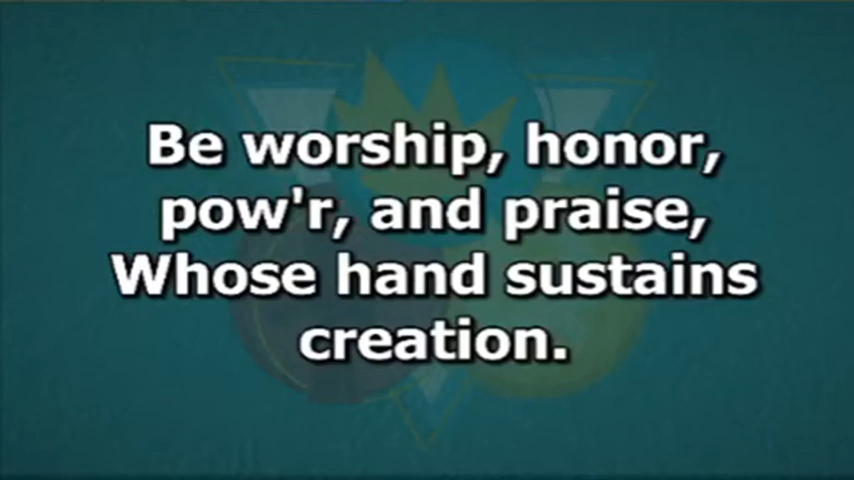 Be worship, honor,
pow'r, and praise,
Whose hand sustains
creation.